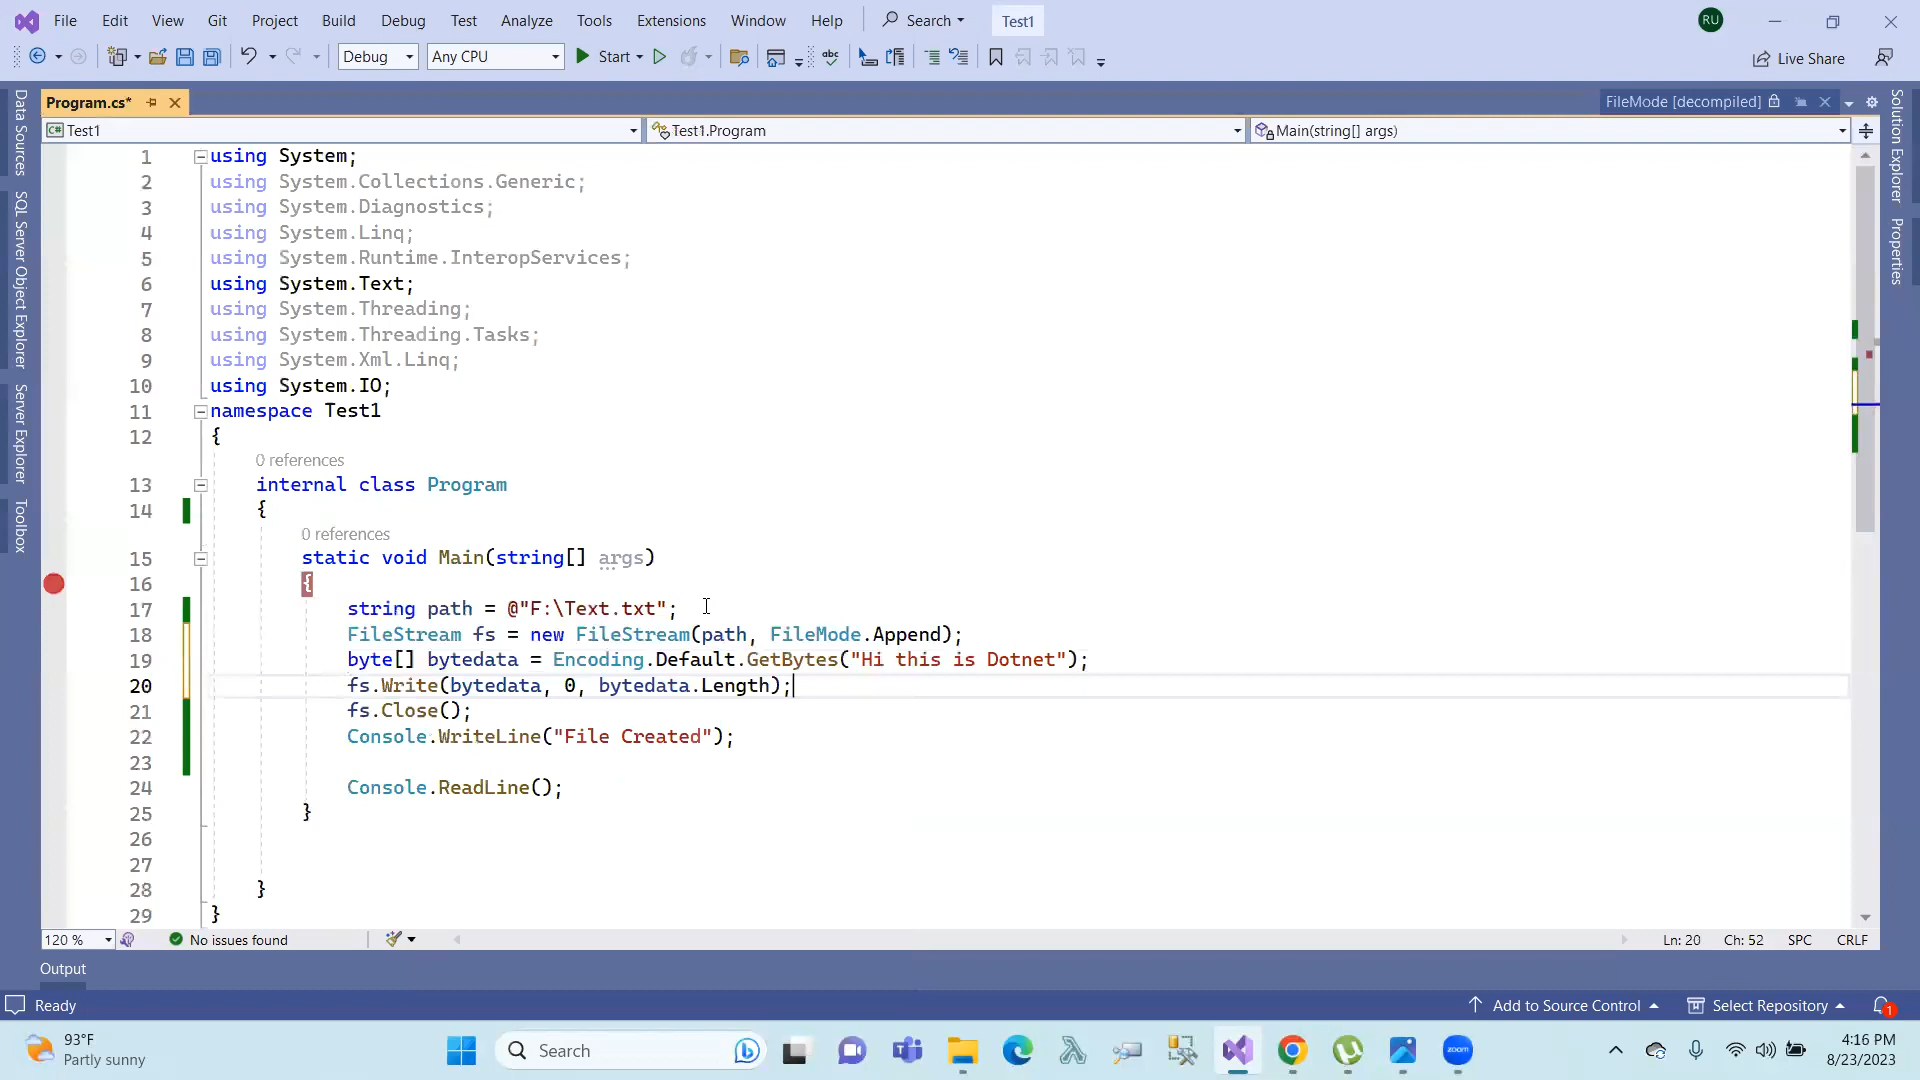 File Edit View Git Project Build Debug Test Analyze Tools Extensions Window Help Search Test1 RU
Debug Any CPU Start abc Live Share
Program.cs* FileMode [decompiled]
C# Test1 Test1.Program Main(string[] args)
Data Sources
SQL Server Object Explorer
Server Explorer
Toolbox
Solution Explorer
Properties
1 using System;
2 using System.Collections.Generic;
3 using System.Diagnostics;
4 using System.Linq;
5 using System.Runtime.InteropServices;
6 using System.Text;
7 using System.Threading;
8 using System.Threading.Tasks;
9 using System.Xml.Linq;
10 using System.IO;
11 namespace Test1
12 {
0 references
13 internal class Program
14 {
0 references
15 static void Main(string[] args)
16 {
17 string path = @"F:\Text.txt";
18 FileStream fs = new FileStream(path, FileMode.Append);
19 byte[] bytedata = Encoding.Default.GetBytes("Hi this is Dotnet");
20 fs.Write(bytedata, 0, bytedata.Length);
21 fs.Close();
22 Console.WriteLine("File Created");
23
24 Console.ReadLine();
25 }
26
27
28 }
29 }
120 % No issues found Ln: 20 Ch: 52 SPC CRLF
Output
Ready Add to Source Control Select Repository 1
93°F
Partly sunny
Search
zoom
4:16 PM
8/23/2023